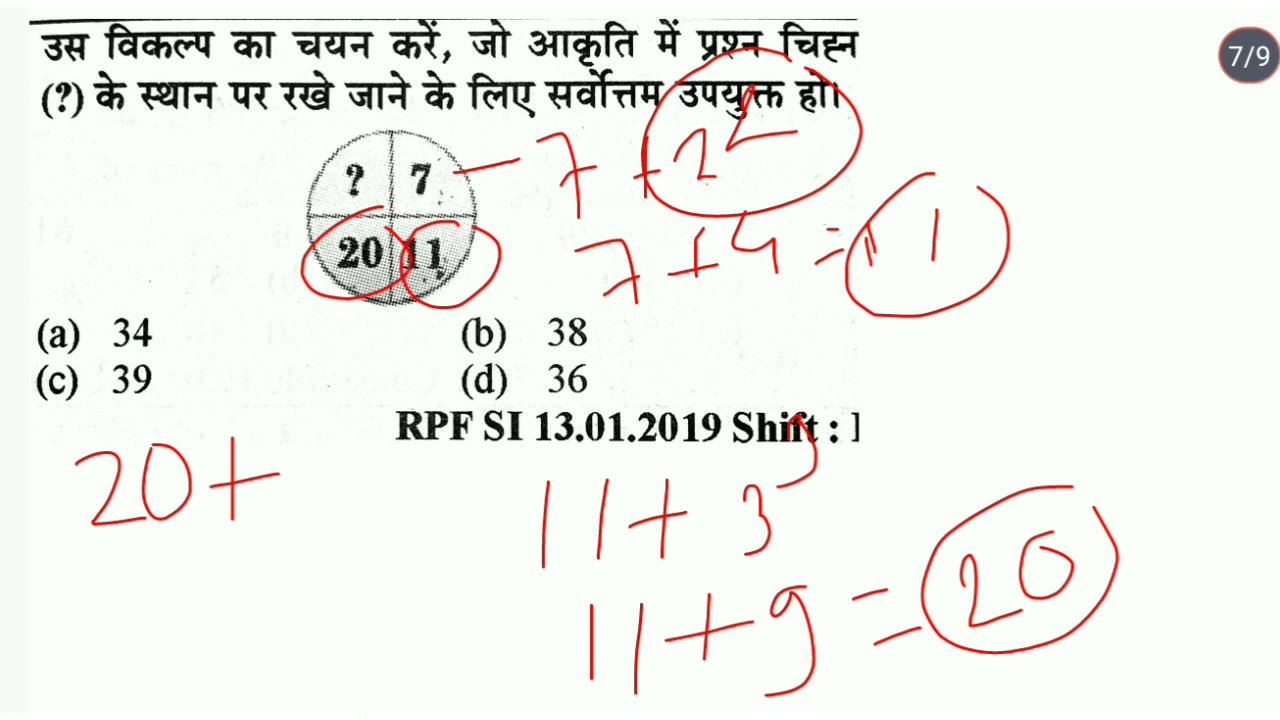 7/9
उस विकल्प का चयन करें, जो आकृति में प्रश्न चिह्न
(?) के स्थान पर रखे जाने के लिए सर्वोत्तम उपयुक्त हो।
? 7
20 11
7 + 2²
7 + 4 = 11
(a) 34 (b) 38
(c) 39 (d) 36
RPF SI 13.01.2019 Shift : I
20+
11 + 3²
11 + 9 = 20